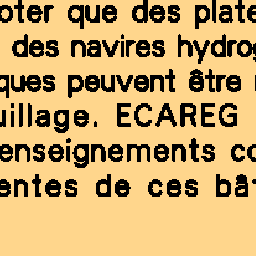 oter que des plate
des navires hydrog
ques peuvent être
uillage. ECAREG
enseignements co
entes de ces bât